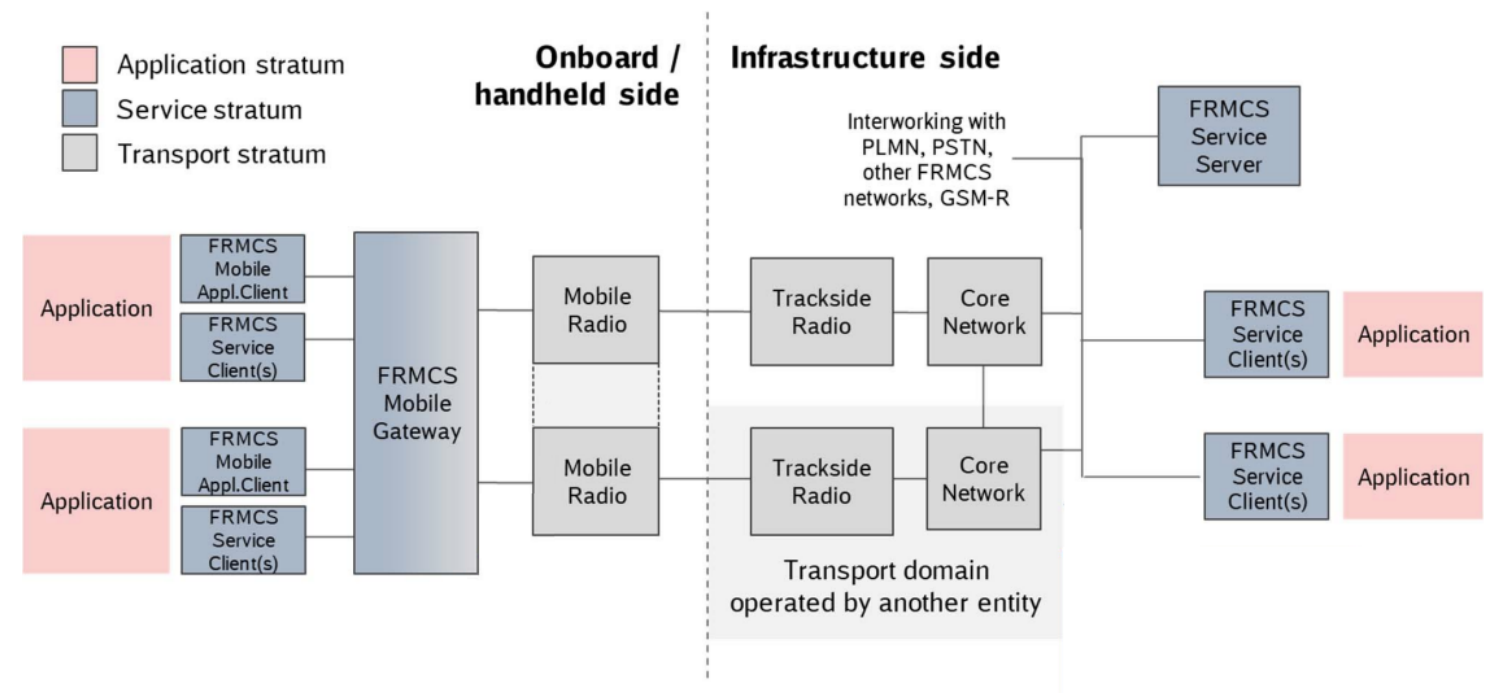 Application stratum
Service stratum
Transport stratum
Onboard /
handheld side
Infrastructure side
Interworking with
PLMN, PSTN,
other FRMCS
networks, GSM-R
FRMCS
Service
Server
Application
FRMCS
Mobile
Appl.Client
FRMCS
Service
Client(s)
FRMCS
Mobile
Gateway
Mobile
Radio
Trackside
Radio
Core
Network
FRMCS
Service
Client(s)
Application
Application
FRMCS
Mobile
Appl.Client
FRMCS
Service
Client(s)
Mobile
Radio
Trackside
Radio
Core
Network
FRMCS
Service
Client(s)
Application
Transport domain
operated by another entity